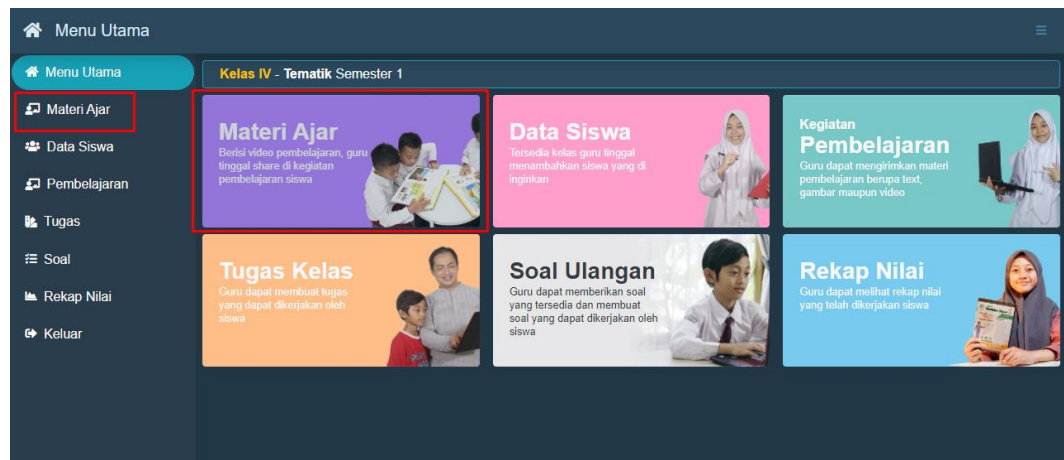 Menu Utama
Menu Utama
Materi Ajar
Data Siswa
Pembelajaran
Tugas
Soal
Rekap Nilai
Keluar
Kelas IV - Tematik Semester 1
Materi Ajar
Berisi video pembelajaran, guru
tinggal share di kegiatan
pembelajaran siswa
Data Siswa
Tersedia kelas guru tinggal
menambahkan siswa yang di
inginkan
Kegiatan
Pembelajaran
Guru dapat mengirimkan materi
pembelajaran berupa text,
gambar maupun video
Tugas Kelas
Guru dapat membuat tugas
yang dapat dikerjakan oleh
siswa
Soal Ulangan
Guru dapat memberikan soal
yang tersedia dan membuat
soal yang dapat dikerjakan oleh
siswa
Rekap Nilai
Guru dapat melihat rekap nilai
yang telah dikerjakan siswa